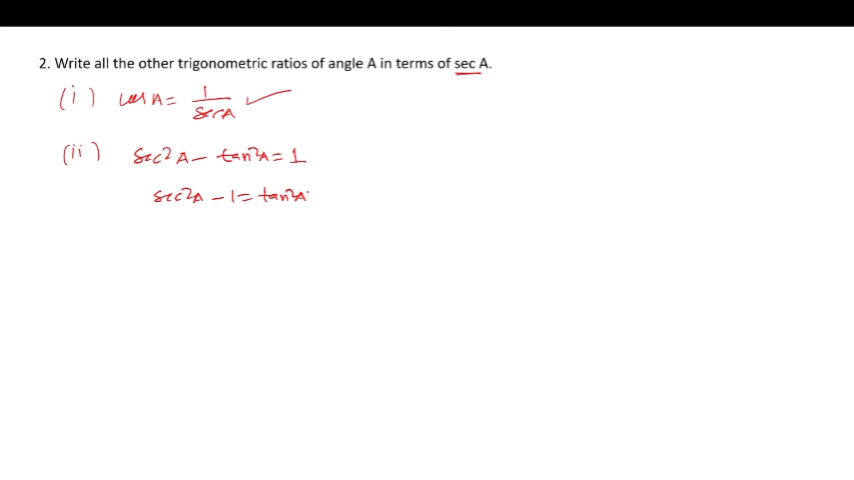 2. Write all the other trigonometric ratios of angle A in terms of sec A.
(i) cos A = 1/sec A ✓
(ii) sec²A − tan²A = 1
sec²A − 1 = tan²A